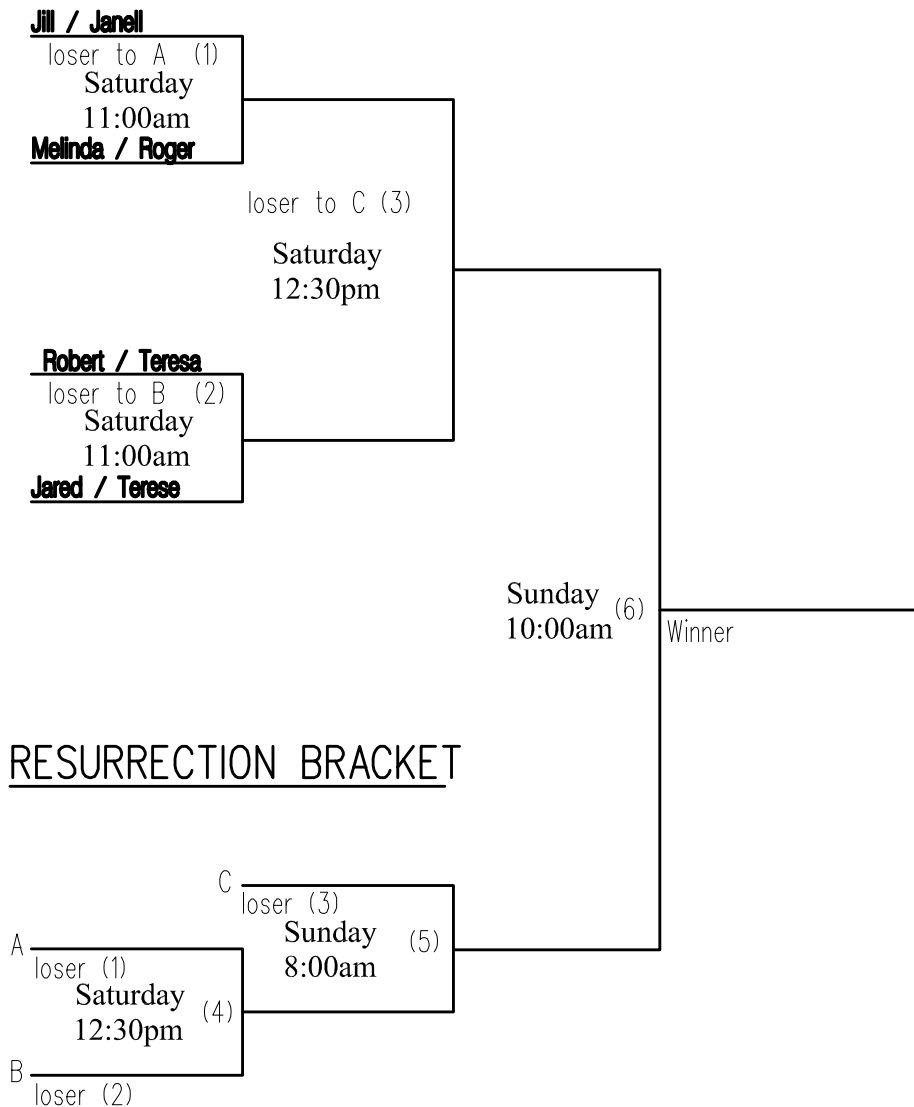 Jill / Janell
loser to A (1)
Saturday
11:00am
Melinda / Roger
loser to C (3)
Saturday
12:30pm
Robert / Teresa
loser to B (2)
Saturday
11:00am
Jared / Terese
Sunday
10:00am (6)
Winner
RESURRECTION BRACKET
C
loser (3)
Sunday
8:00am
(5)
A
loser (1)
Saturday
12:30pm
(4)
B
loser (2)